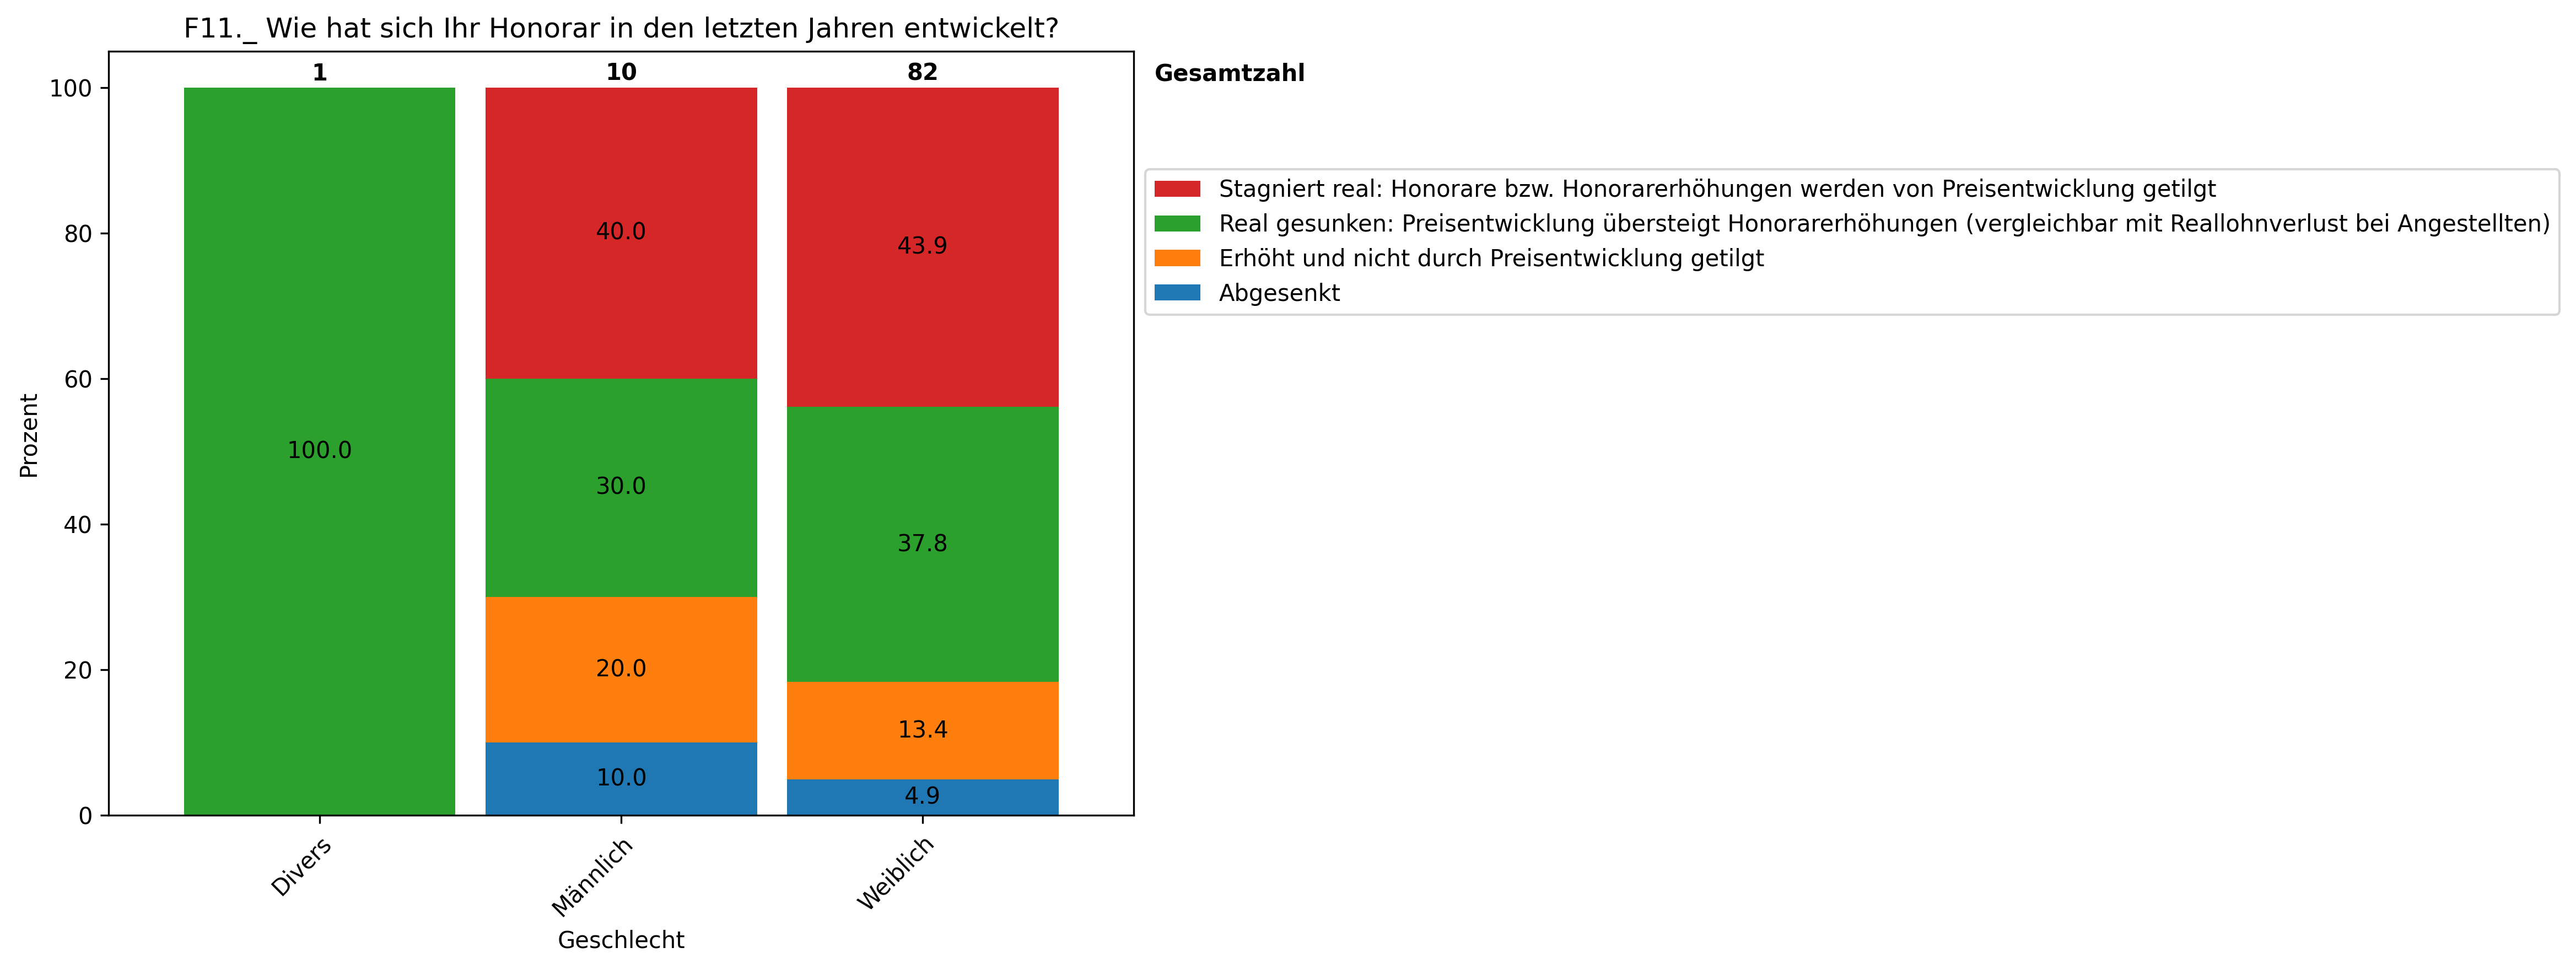 F11._ Wie hat sich Ihr Honorar in den letzten Jahren entwickelt?
1 10 82 Gesamtzahl
100
80
60
40
20
0
Prozent
100.0
40.0
30.0
20.0
10.0
43.9
37.8
13.4
4.9
Divers
Männlich
Weiblich
Geschlecht
Stagniert real: Honorare bzw. Honorarerhöhungen werden von Preisentwicklung getilgt
Real gesunken: Preisentwicklung übersteigt Honorarerhöhungen (vergleichbar mit Reallohnverlust bei Angestellten)
Erhöht und nicht durch Preisentwicklung getilgt
Abgesenkt